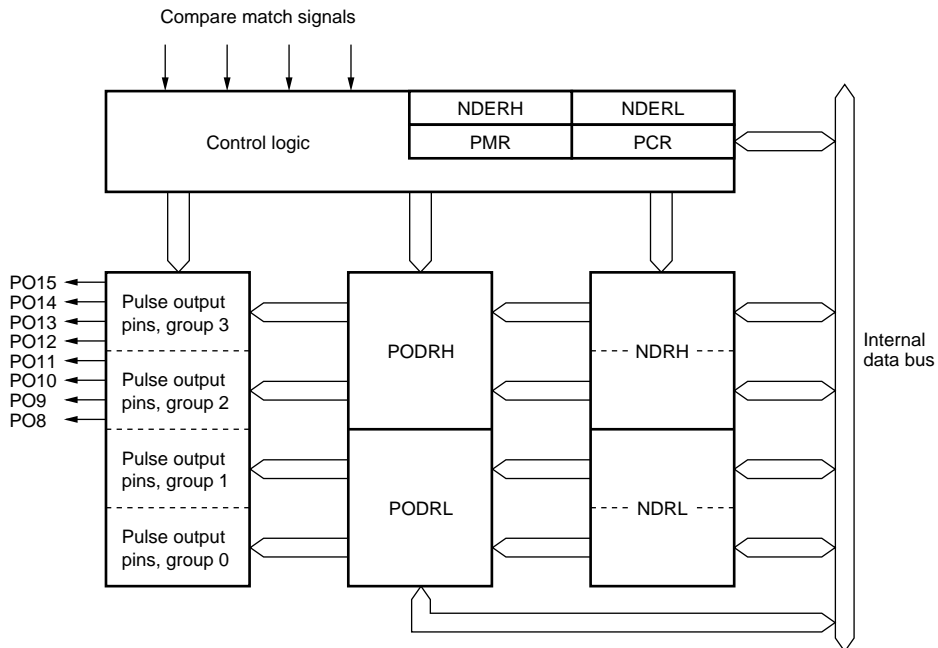 Compare match signals
Control logic
NDERH
NDERL
PMR
PCR
PO15
PO14
PO13
PO12
PO11
PO10
PO9
PO8
Pulse output
pins, group 3
Pulse output
pins, group 2
Pulse output
pins, group 1
Pulse output
pins, group 0
PODRH
PODRL
NDRH
NDRL
Internal
data bus